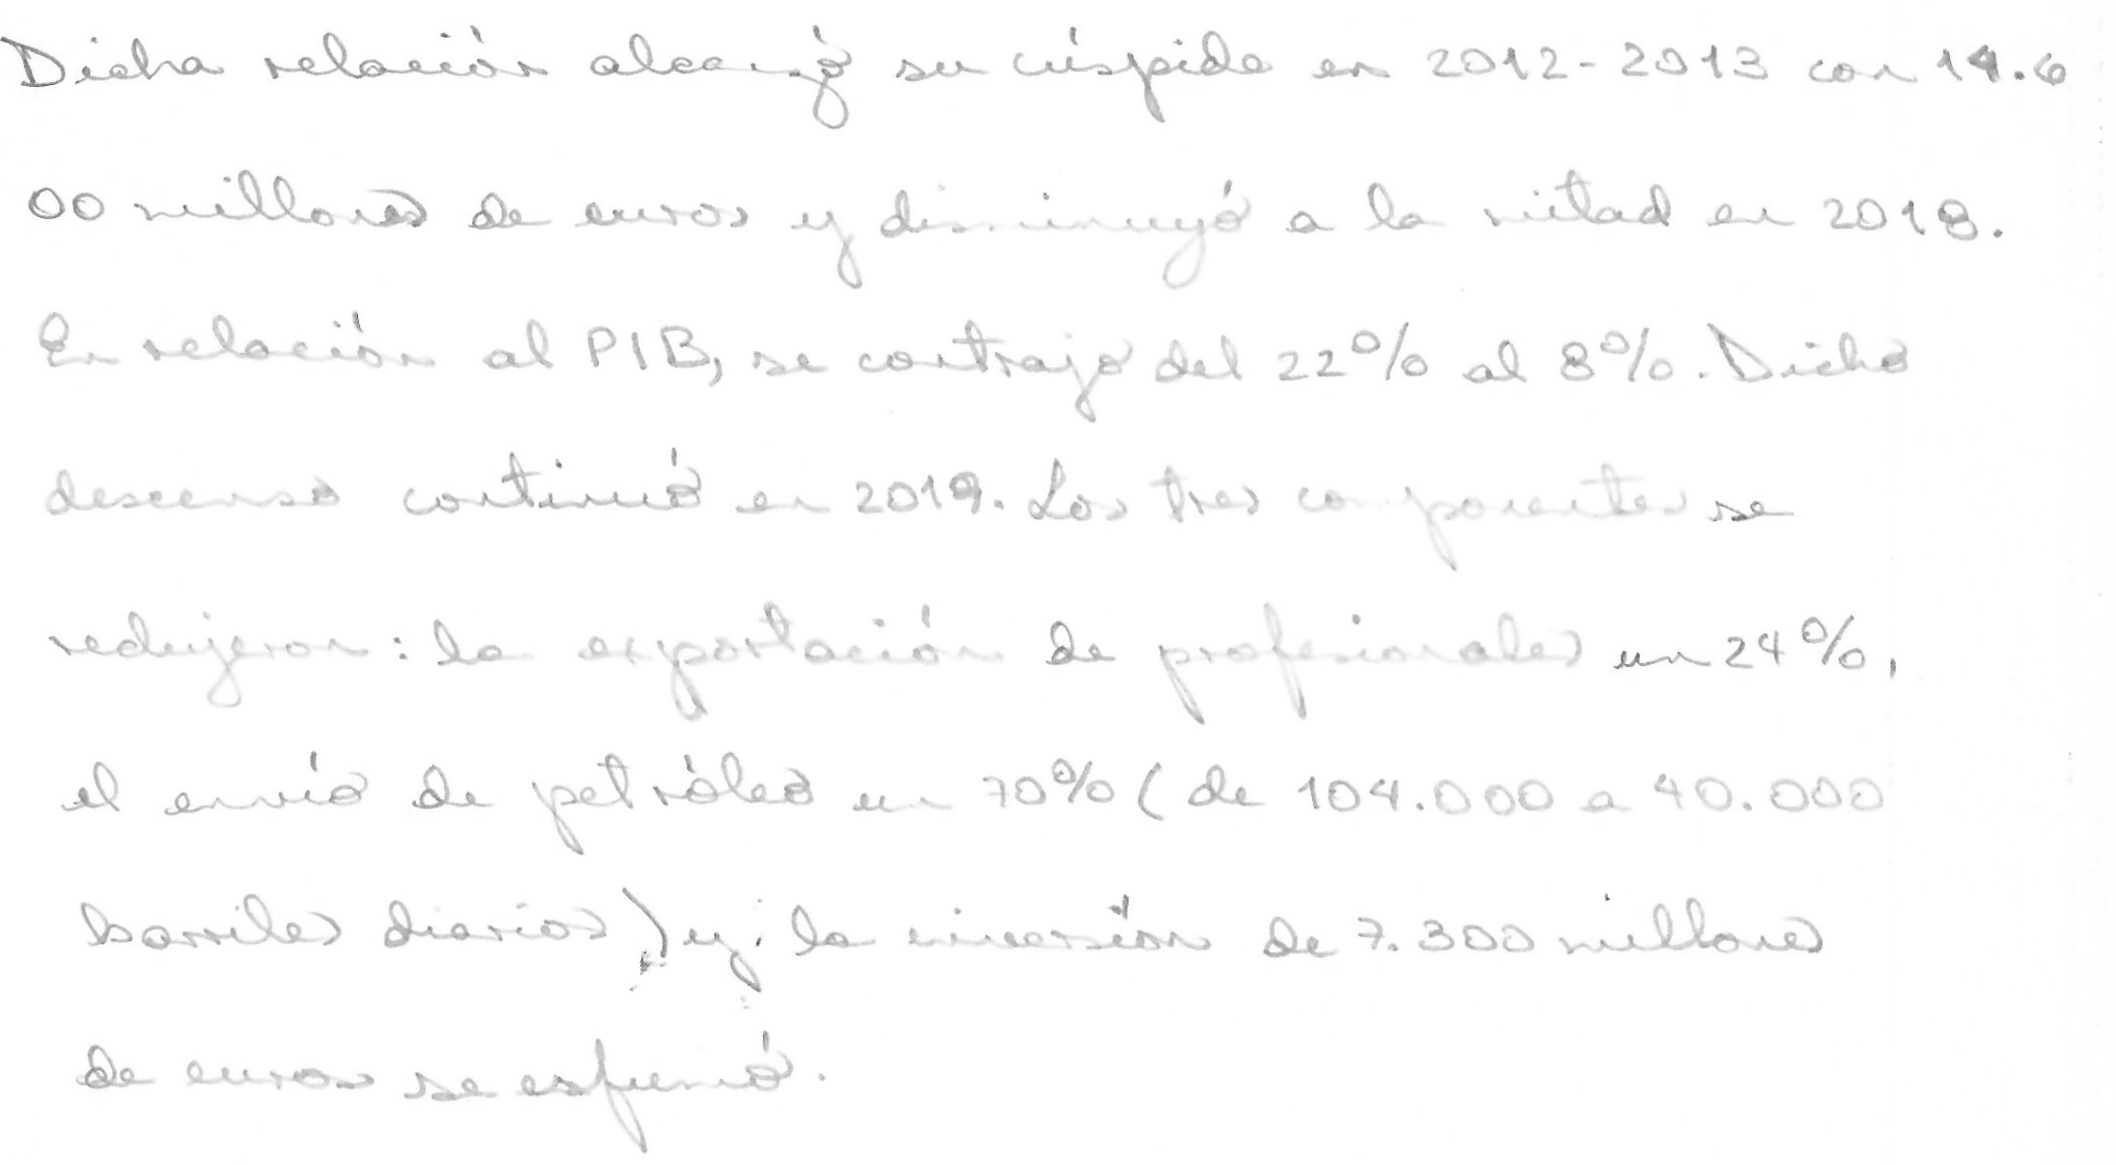 Dicha relación alcanzó su cúspide en 2012-2013 con 14.6
00 millones de euros y disminuyó a la mitad en 2018.
En relación al PIB, se contrajo del 22% al 8%. Dicho
descenso continuó en 2019. Los tres componentes se
redujeron: la exportación de profesionales un 24%,
el envío de petróleo un 70% (de 104.000 a 40.000
barriles diarios) y la inversión de 7.300 millones
de euros se esfumó.